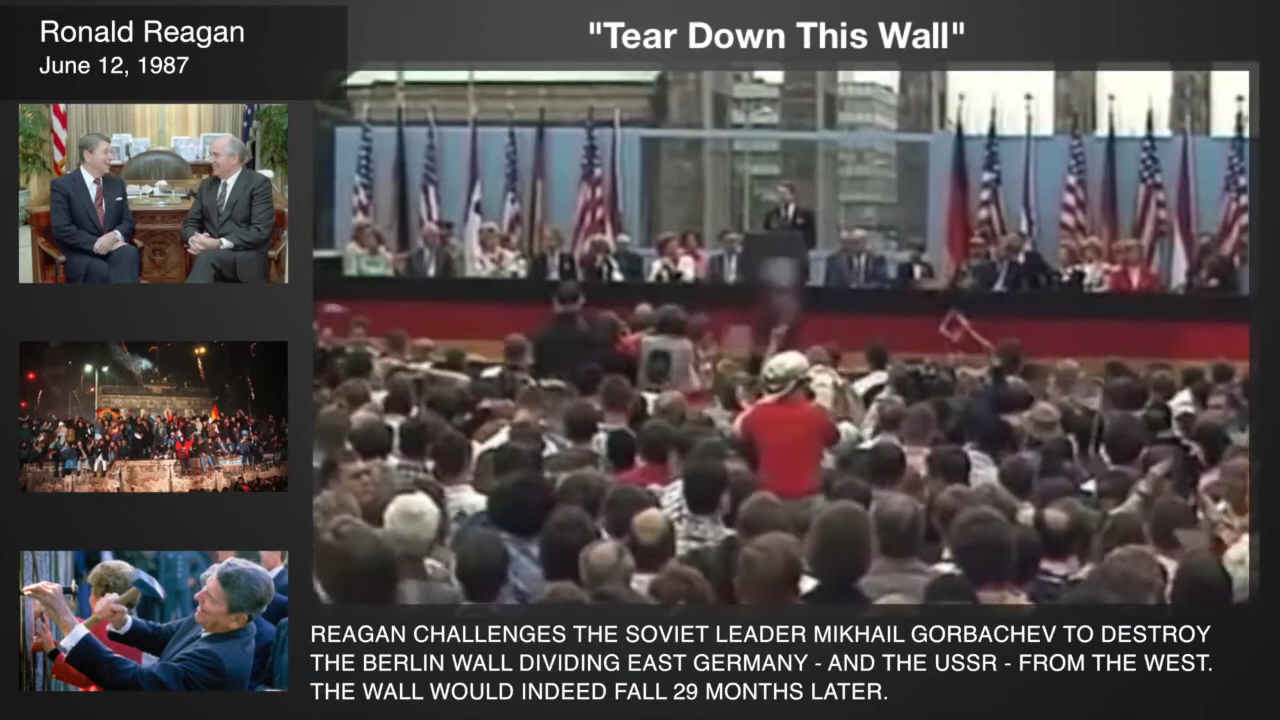 Ronald Reagan
June 12, 1987
"Tear Down This Wall"
REAGAN CHALLENGES THE SOVIET LEADER MIKHAIL GORBACHEV TO DESTROY
THE BERLIN WALL DIVIDING EAST GERMANY - AND THE USSR - FROM THE WEST.
THE WALL WOULD INDEED FALL 29 MONTHS LATER.